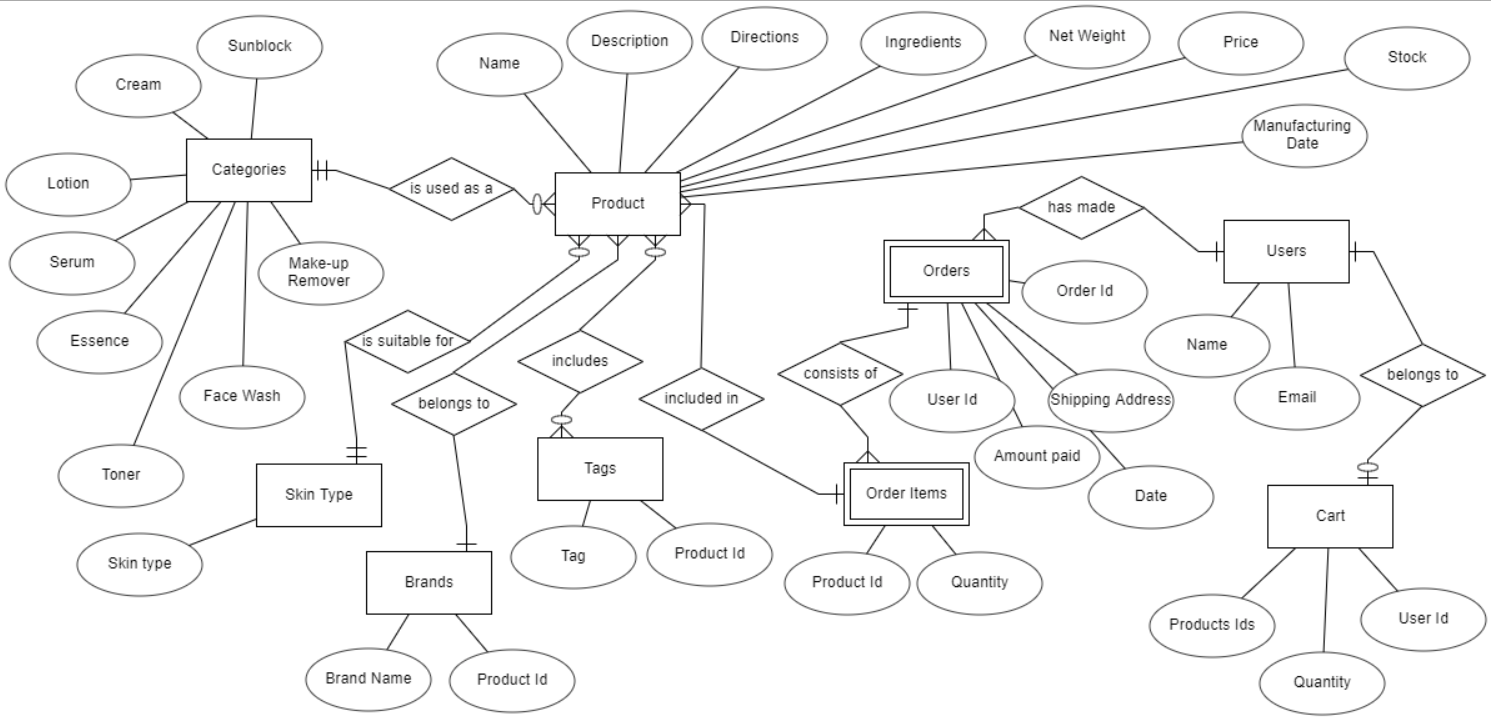 Sunblock
Name
Description
Directions
Ingredients
Net Weight
Price
Stock
Cream
Manufacturing
Date
Categories
Lotion
is used as a
Product
has made
Serum
Make-up
Remover
Orders
Users
Order Id
Essence
is suitable for
includes
Name
Face Wash
belongs to
included in
consists of
User Id
Shipping Address
Email
belongs to
Toner
Skin Type
Tags
Amount paid
Order Items
Date
Cart
Skin type
Brands
Tag
Product Id
Product Id
Quantity
Products Ids
User Id
Brand Name
Product Id
Quantity